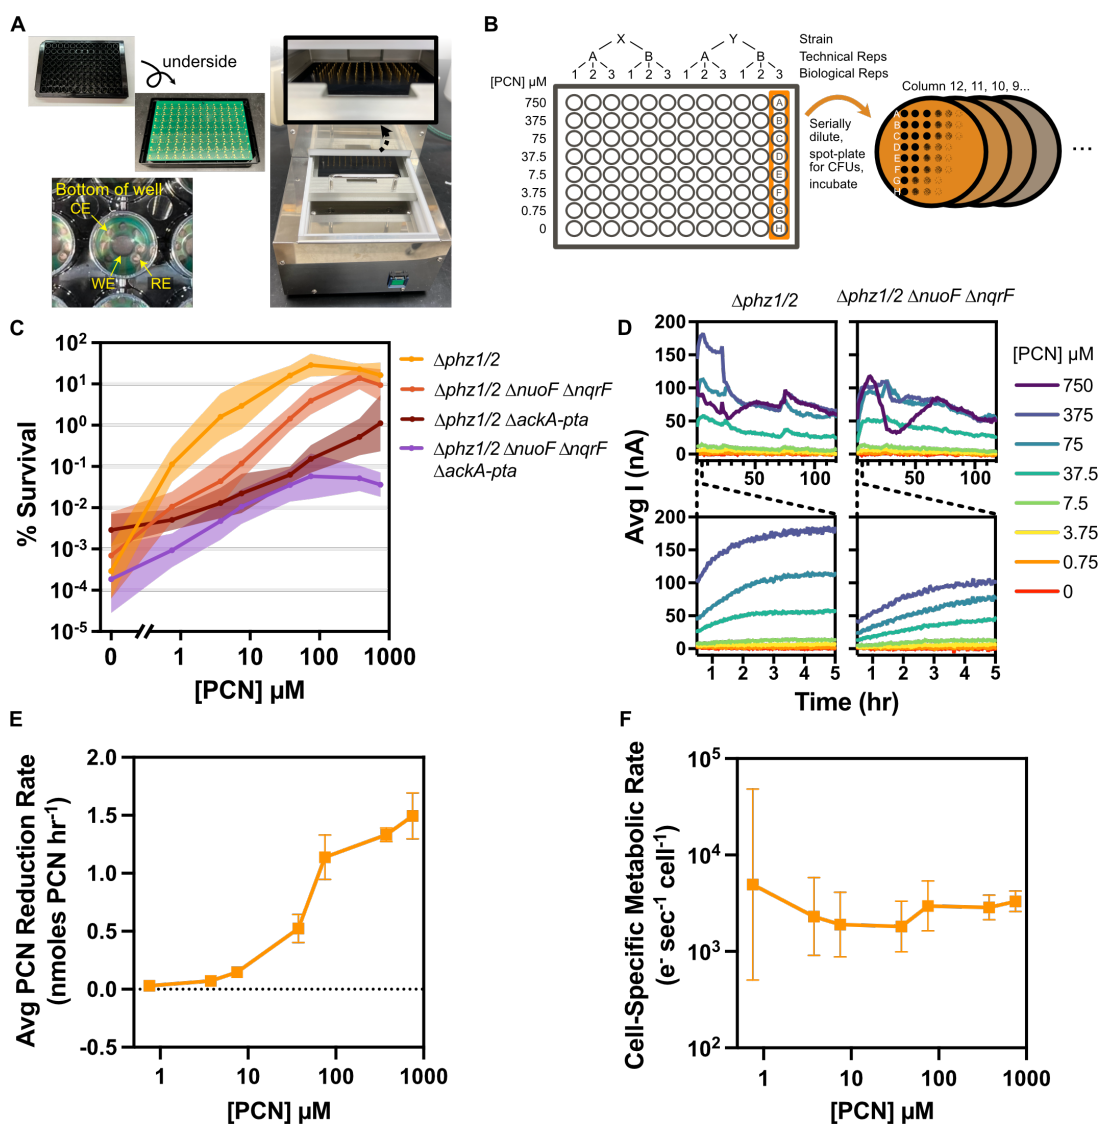 A
underside
Bottom of well
CE
WE
RE
B
X
Y
Strain
A
B
A
B
Technical Reps
1 2 3 1 2 3 1 2 3 1 2 3
Biological Reps
[PCN] µM
750
375
75
37.5
7.5
3.75
0.75
0
A
B
C
D
E
F
G
H
Serially
dilute,
spot-plate
for CFUs,
incubate
Column 12, 11, 10, 9...
A
B
C
D
E
F
G
H
...
C
% Survival
10²
10¹
10⁰
10⁻¹
10⁻²
10⁻³
10⁻⁴
10⁻⁵
0 1 10 100 1000
[PCN] µM
Δphz1/2
Δphz1/2 ΔnuoF ΔnqrF
Δphz1/2 ΔackA-pta
Δphz1/2 ΔnuoF ΔnqrF
ΔackA-pta
D
Δphz1/2
Δphz1/2 ΔnuoF ΔnqrF
Avg I (nA)
200
150
100
50
0
50 100
50 100
200
150
100
50
0
1 2 3 4 5
1 2 3 4 5
Time (hr)
[PCN] µM
750
375
75
37.5
7.5
3.75
0.75
0
E
Avg PCN Reduction Rate
(nmoles PCN hr⁻¹)
2.0
1.5
1.0
0.5
0.0
-0.5
1 10 100 1000
[PCN] µM
F
Cell-Specific Metabolic Rate
(e⁻ sec⁻¹ cell⁻¹)
10⁵
10⁴
10³
10²
1 10 100 1000
[PCN] µM